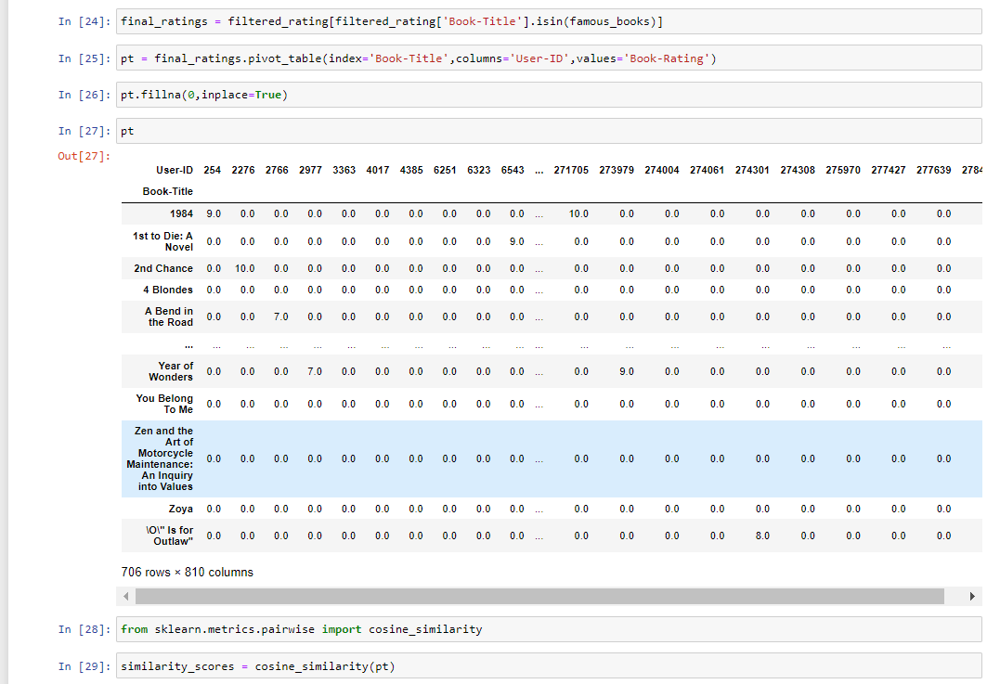 In [24]: final_ratings = filtered_rating[filtered_rating['Book-Title'].isin(famous_books)]
In [25]: pt = final_ratings.pivot_table(index='Book-Title',columns='User-ID',values='Book-Rating')
In [26]: pt.fillna(0,inplace=True)
In [27]: pt
Out[27]:
User-ID 254 2276 2766 2977 3363 4017 4385 6251 6323 6543 ... 271705 273979 274004 274061 274301 274308 275970 277427 277639 2784
Book-Title
1984 9.0 0.0 0.0 0.0 0.0 0.0 0.0 0.0 0.0 0.0 ... 10.0 0.0 0.0 0.0 0.0 0.0 0.0 0.0 0.0
1st to Die: A
Novel 0.0 0.0 0.0 0.0 0.0 0.0 0.0 0.0 0.0 9.0 ... 0.0 0.0 0.0 0.0 0.0 0.0 0.0 0.0 0.0
2nd Chance 0.0 10.0 0.0 0.0 0.0 0.0 0.0 0.0 0.0 0.0 ... 0.0 0.0 0.0 0.0 0.0 0.0 0.0 0.0 0.0
4 Blondes 0.0 0.0 0.0 0.0 0.0 0.0 0.0 0.0 0.0 0.0 ... 0.0 0.0 0.0 0.0 0.0 0.0 0.0 0.0 0.0
A Bend in
the Road 0.0 0.0 7.0 0.0 0.0 0.0 0.0 0.0 0.0 0.0 ... 0.0 0.0 0.0 0.0 0.0 0.0 0.0 0.0 0.0
... ... ... ... ... ... ... ... ... ... ... ... ... ... ... ... ... ... ... ... ...
Year of
Wonders 0.0 0.0 0.0 7.0 0.0 0.0 0.0 0.0 0.0 0.0 ... 0.0 9.0 0.0 0.0 0.0 0.0 0.0 0.0 0.0
You Belong
To Me 0.0 0.0 0.0 0.0 0.0 0.0 0.0 0.0 0.0 0.0 ... 0.0 0.0 0.0 0.0 0.0 0.0 0.0 0.0 0.0
Zen and the
Art of
Motorcycle
Maintenance: 0.0 0.0 0.0 0.0 0.0 0.0 0.0 0.0 0.0 0.0 ... 0.0 0.0 0.0 0.0 0.0 0.0 0.0 0.0 0.0
An Inquiry
into Values
Zoya 0.0 0.0 0.0 0.0 0.0 0.0 0.0 0.0 0.0 0.0 ... 0.0 0.0 0.0 0.0 0.0 0.0 0.0 0.0 0.0
\O\" Is for
Outlaw" 0.0 0.0 0.0 0.0 0.0 0.0 0.0 0.0 0.0 0.0 ... 0.0 0.0 0.0 0.0 8.0 0.0 0.0 0.0 0.0
706 rows × 810 columns
In [28]: from sklearn.metrics.pairwise import cosine_similarity
In [29]: similarity_scores = cosine_similarity(pt)